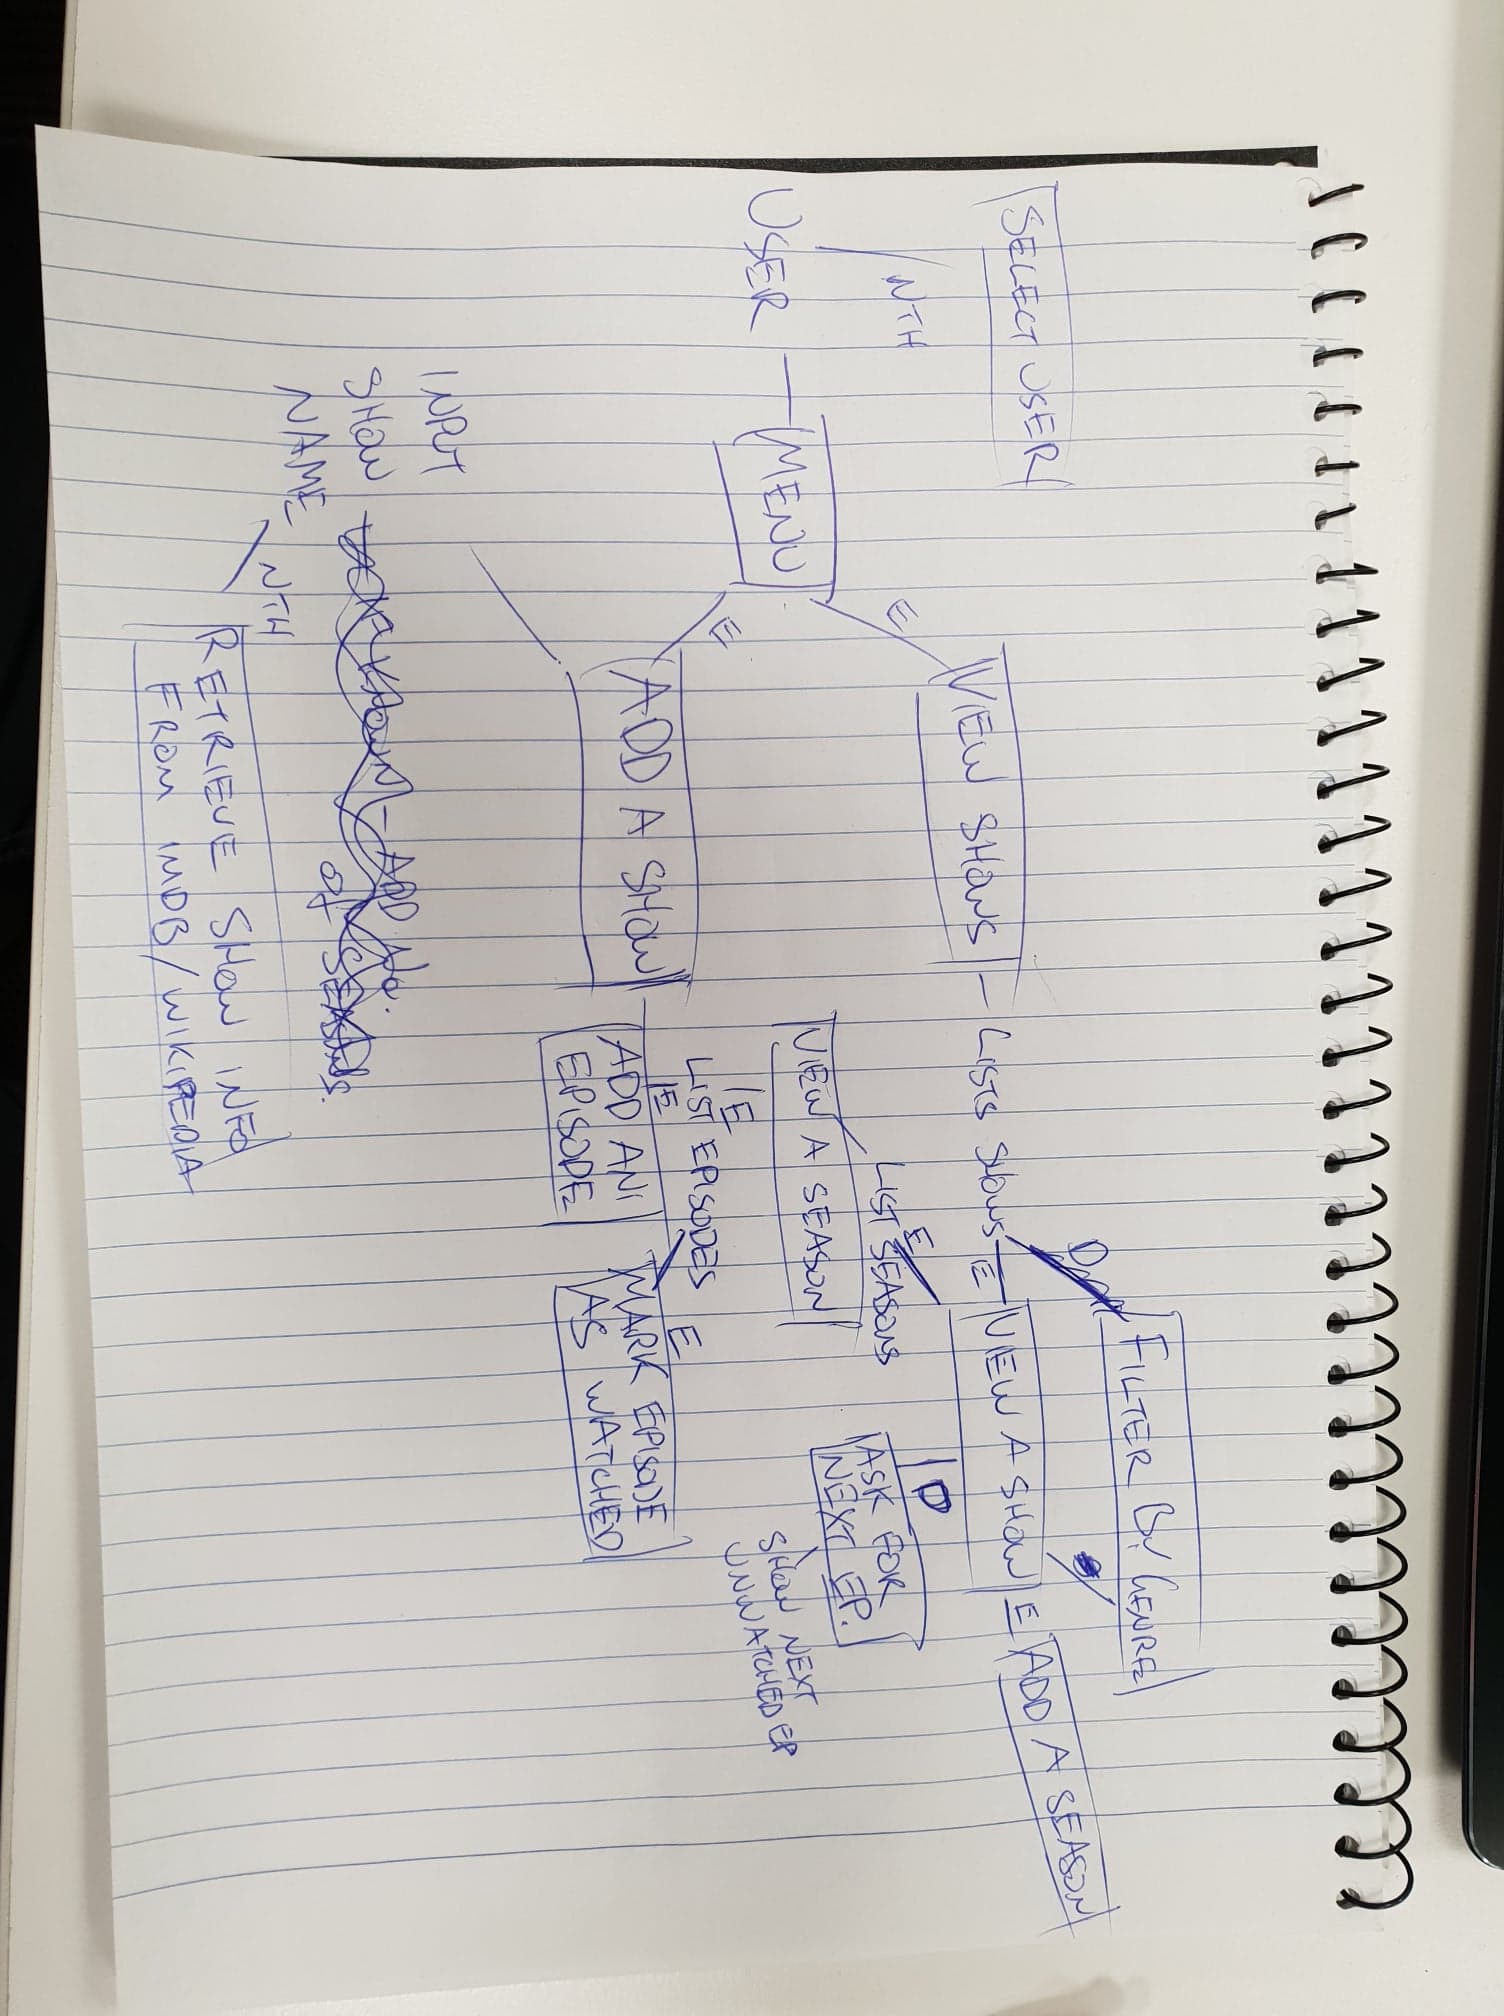 SELECT USER
NTH
USER
MENU
E
E
VIEW SHOWS
LISTS SHOWS
D
FILTER BY GENRE
E
VIEW A SHOW
E
ADD A SEASON
E
LIST SEASONS
VIEW A SEASON
D
ASK FOR
NEXT EP.
SHOW NEXT
UNWATCHED EP
E
LIST EPISODES
E
ADD AN
EPISODE
E
MARK EPISODE
AS WATCHED
ADD A SHOW
INPUT
SHOW
NAME
ADD No.
OF SEASONS.
NTH
RETRIEVE SHOW INFO
FROM IMDB/WIKIPEDIA